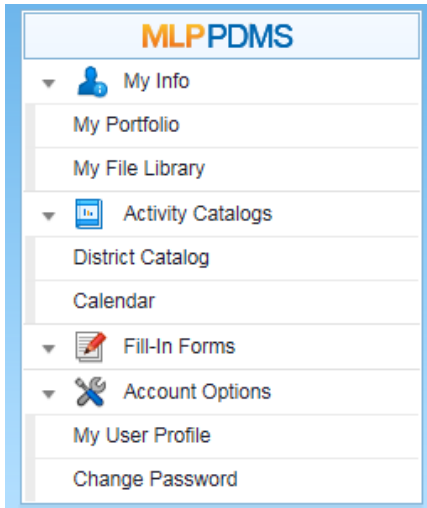 MLPPDMS
My Info
My Portfolio
My File Library
Activity Catalogs
District Catalog
Calendar
Fill-In Forms
Account Options
My User Profile
Change Password